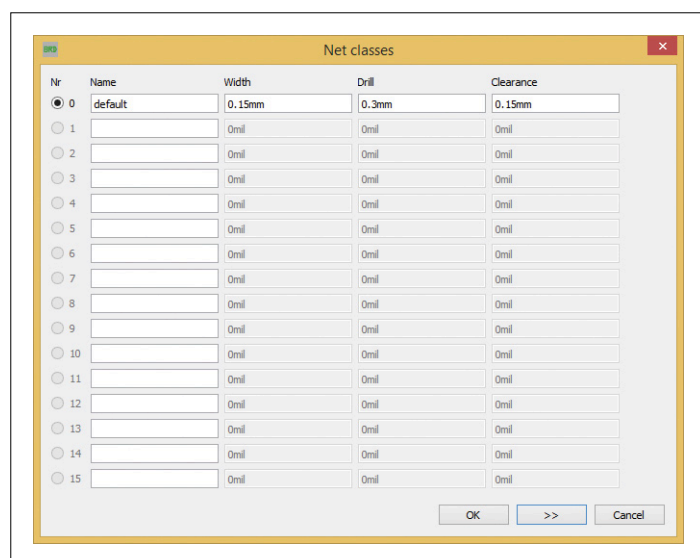 Net classes
Nr Name Width Drill Clearance
0 default 0.15mm 0.3mm 0.15mm
1 0mil 0mil 0mil
2 0mil 0mil 0mil
3 0mil 0mil 0mil
4 0mil 0mil 0mil
5 0mil 0mil 0mil
6 0mil 0mil 0mil
7 0mil 0mil 0mil
8 0mil 0mil 0mil
9 0mil 0mil 0mil
10 0mil 0mil 0mil
11 0mil 0mil 0mil
12 0mil 0mil 0mil
13 0mil 0mil 0mil
14 0mil 0mil 0mil
15 0mil 0mil 0mil
OK >> Cancel